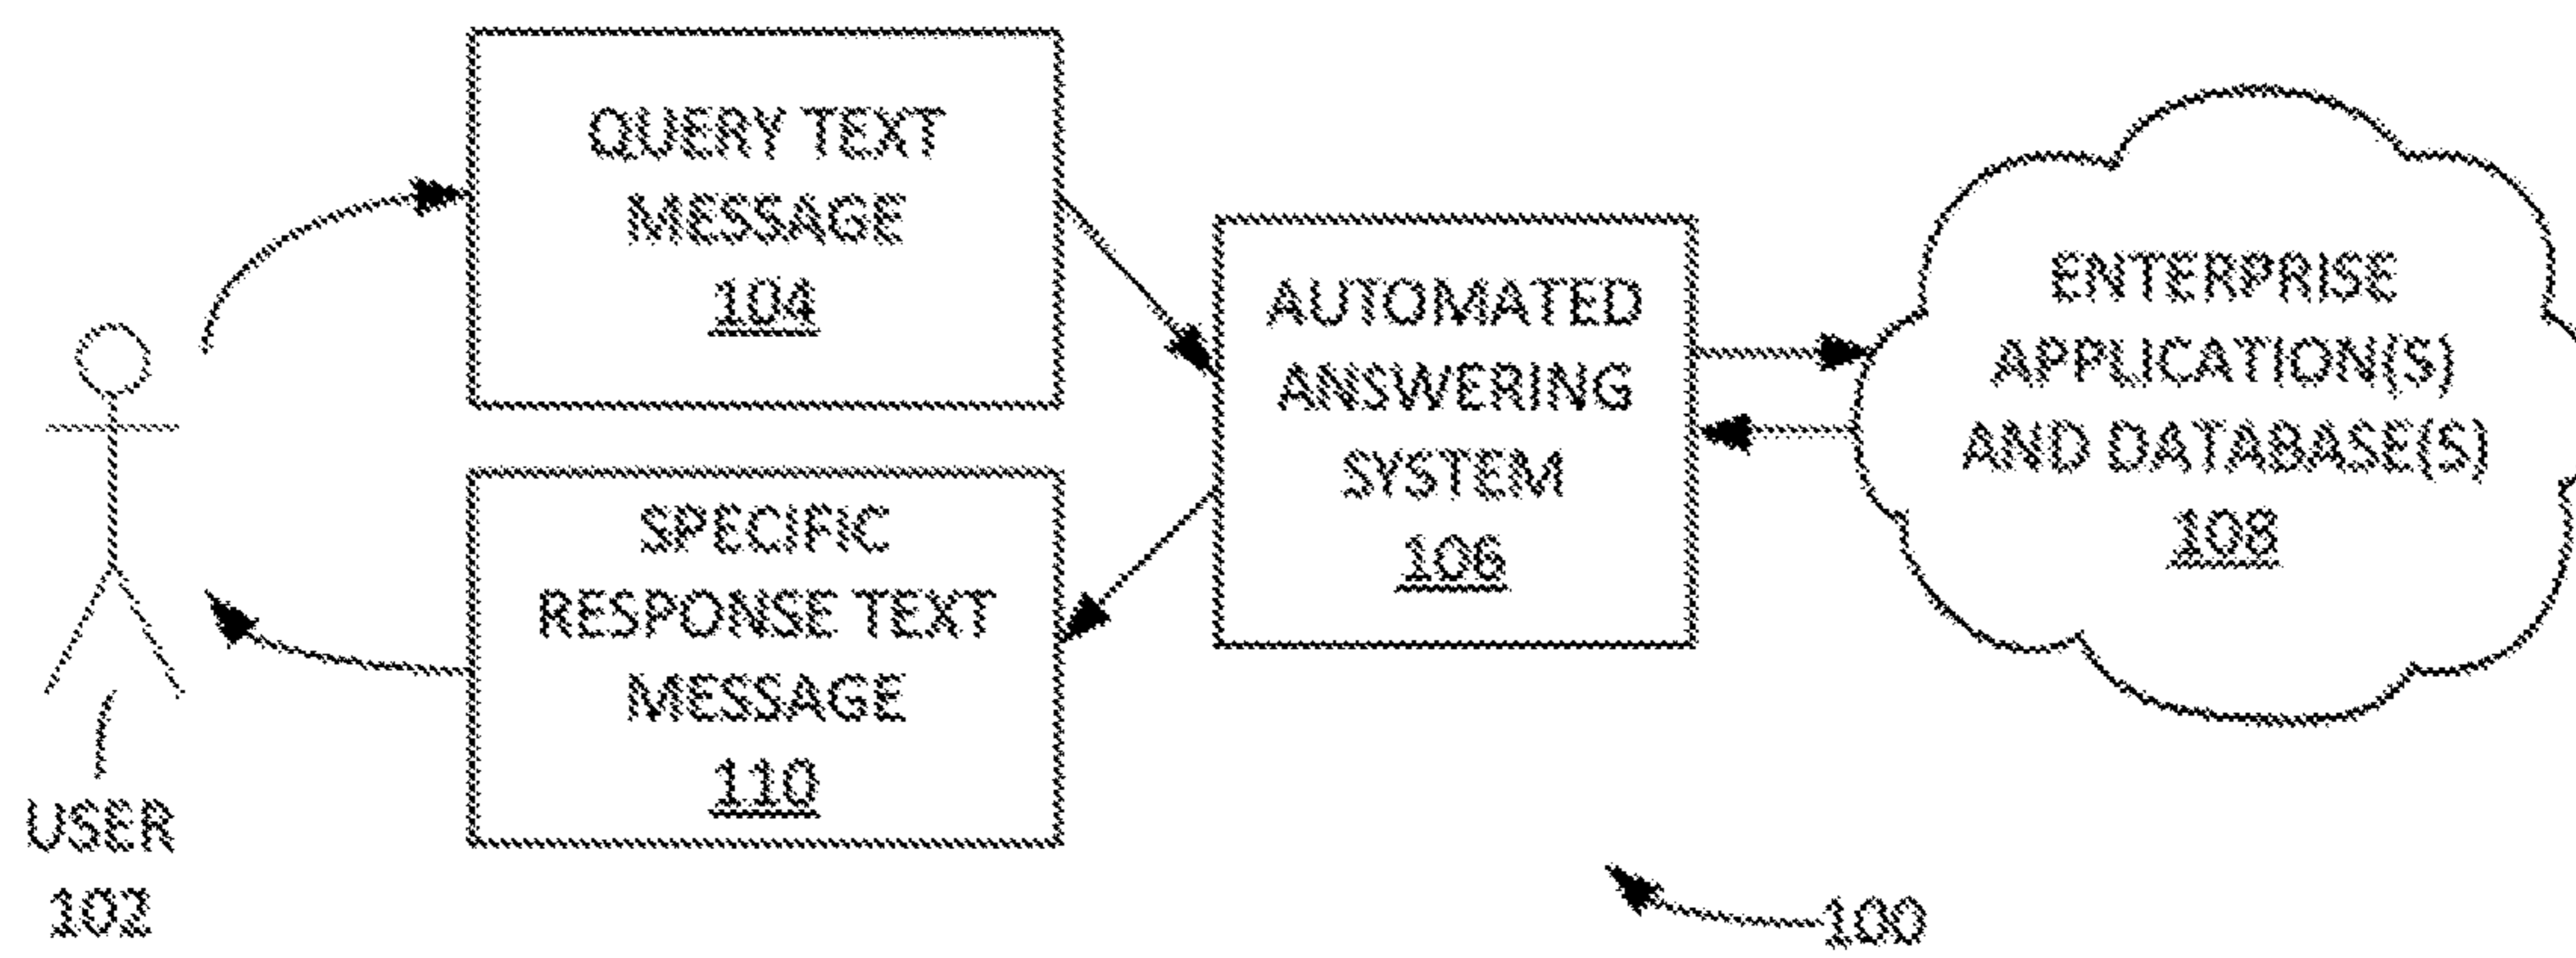 QUERY TEXT
MESSAGE
104
AUTOMATED
ANSWERING
SYSTEM
106
ENTERPRISE
APPLICATION(S)
AND DATABASE(S)
108
SPECIFIC
RESPONSE TEXT
MESSAGE
110
USER
102
100